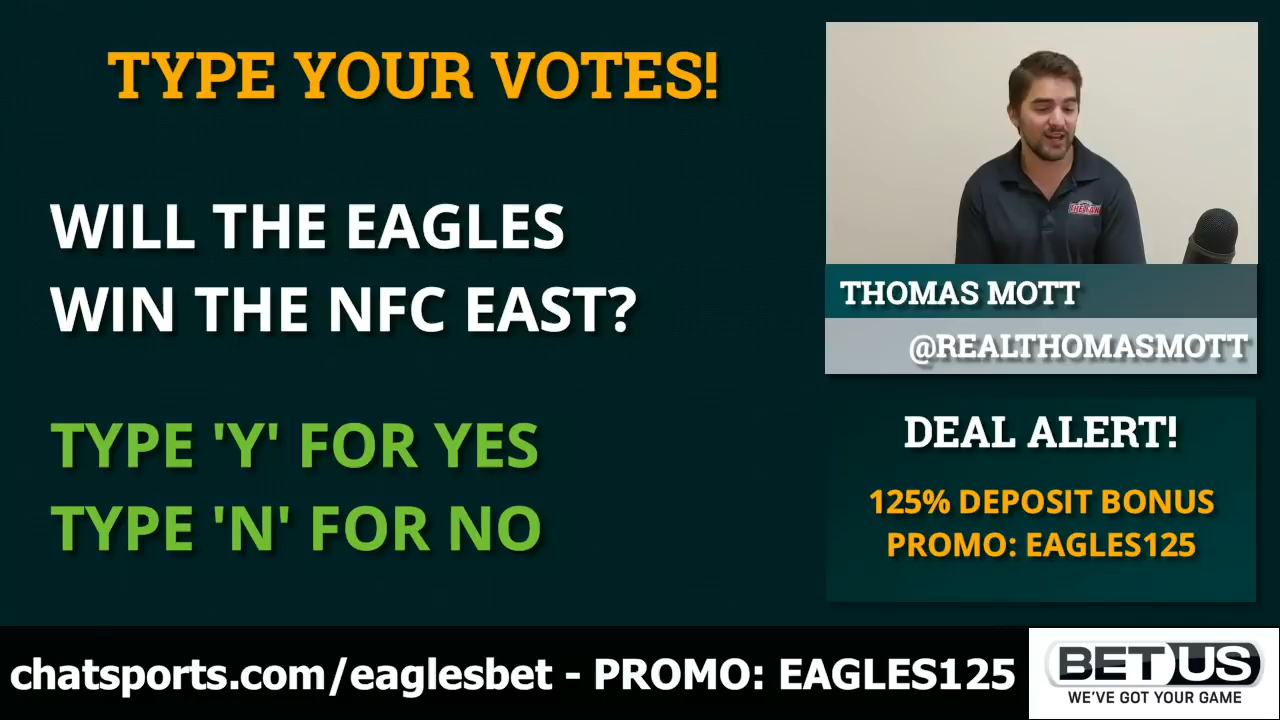 TYPE YOUR VOTES!
WILL THE EAGLES
WIN THE NFC EAST?
TYPE 'Y' FOR YES
TYPE 'N' FOR NO
THOMAS MOTT
@REALTHOMASMOTT
DEAL ALERT!
125% DEPOSIT BONUS
PROMO: EAGLES125
chatsports.com/eaglesbet - PROMO: EAGLES125
BETUS
WE'VE GOT YOUR GAME